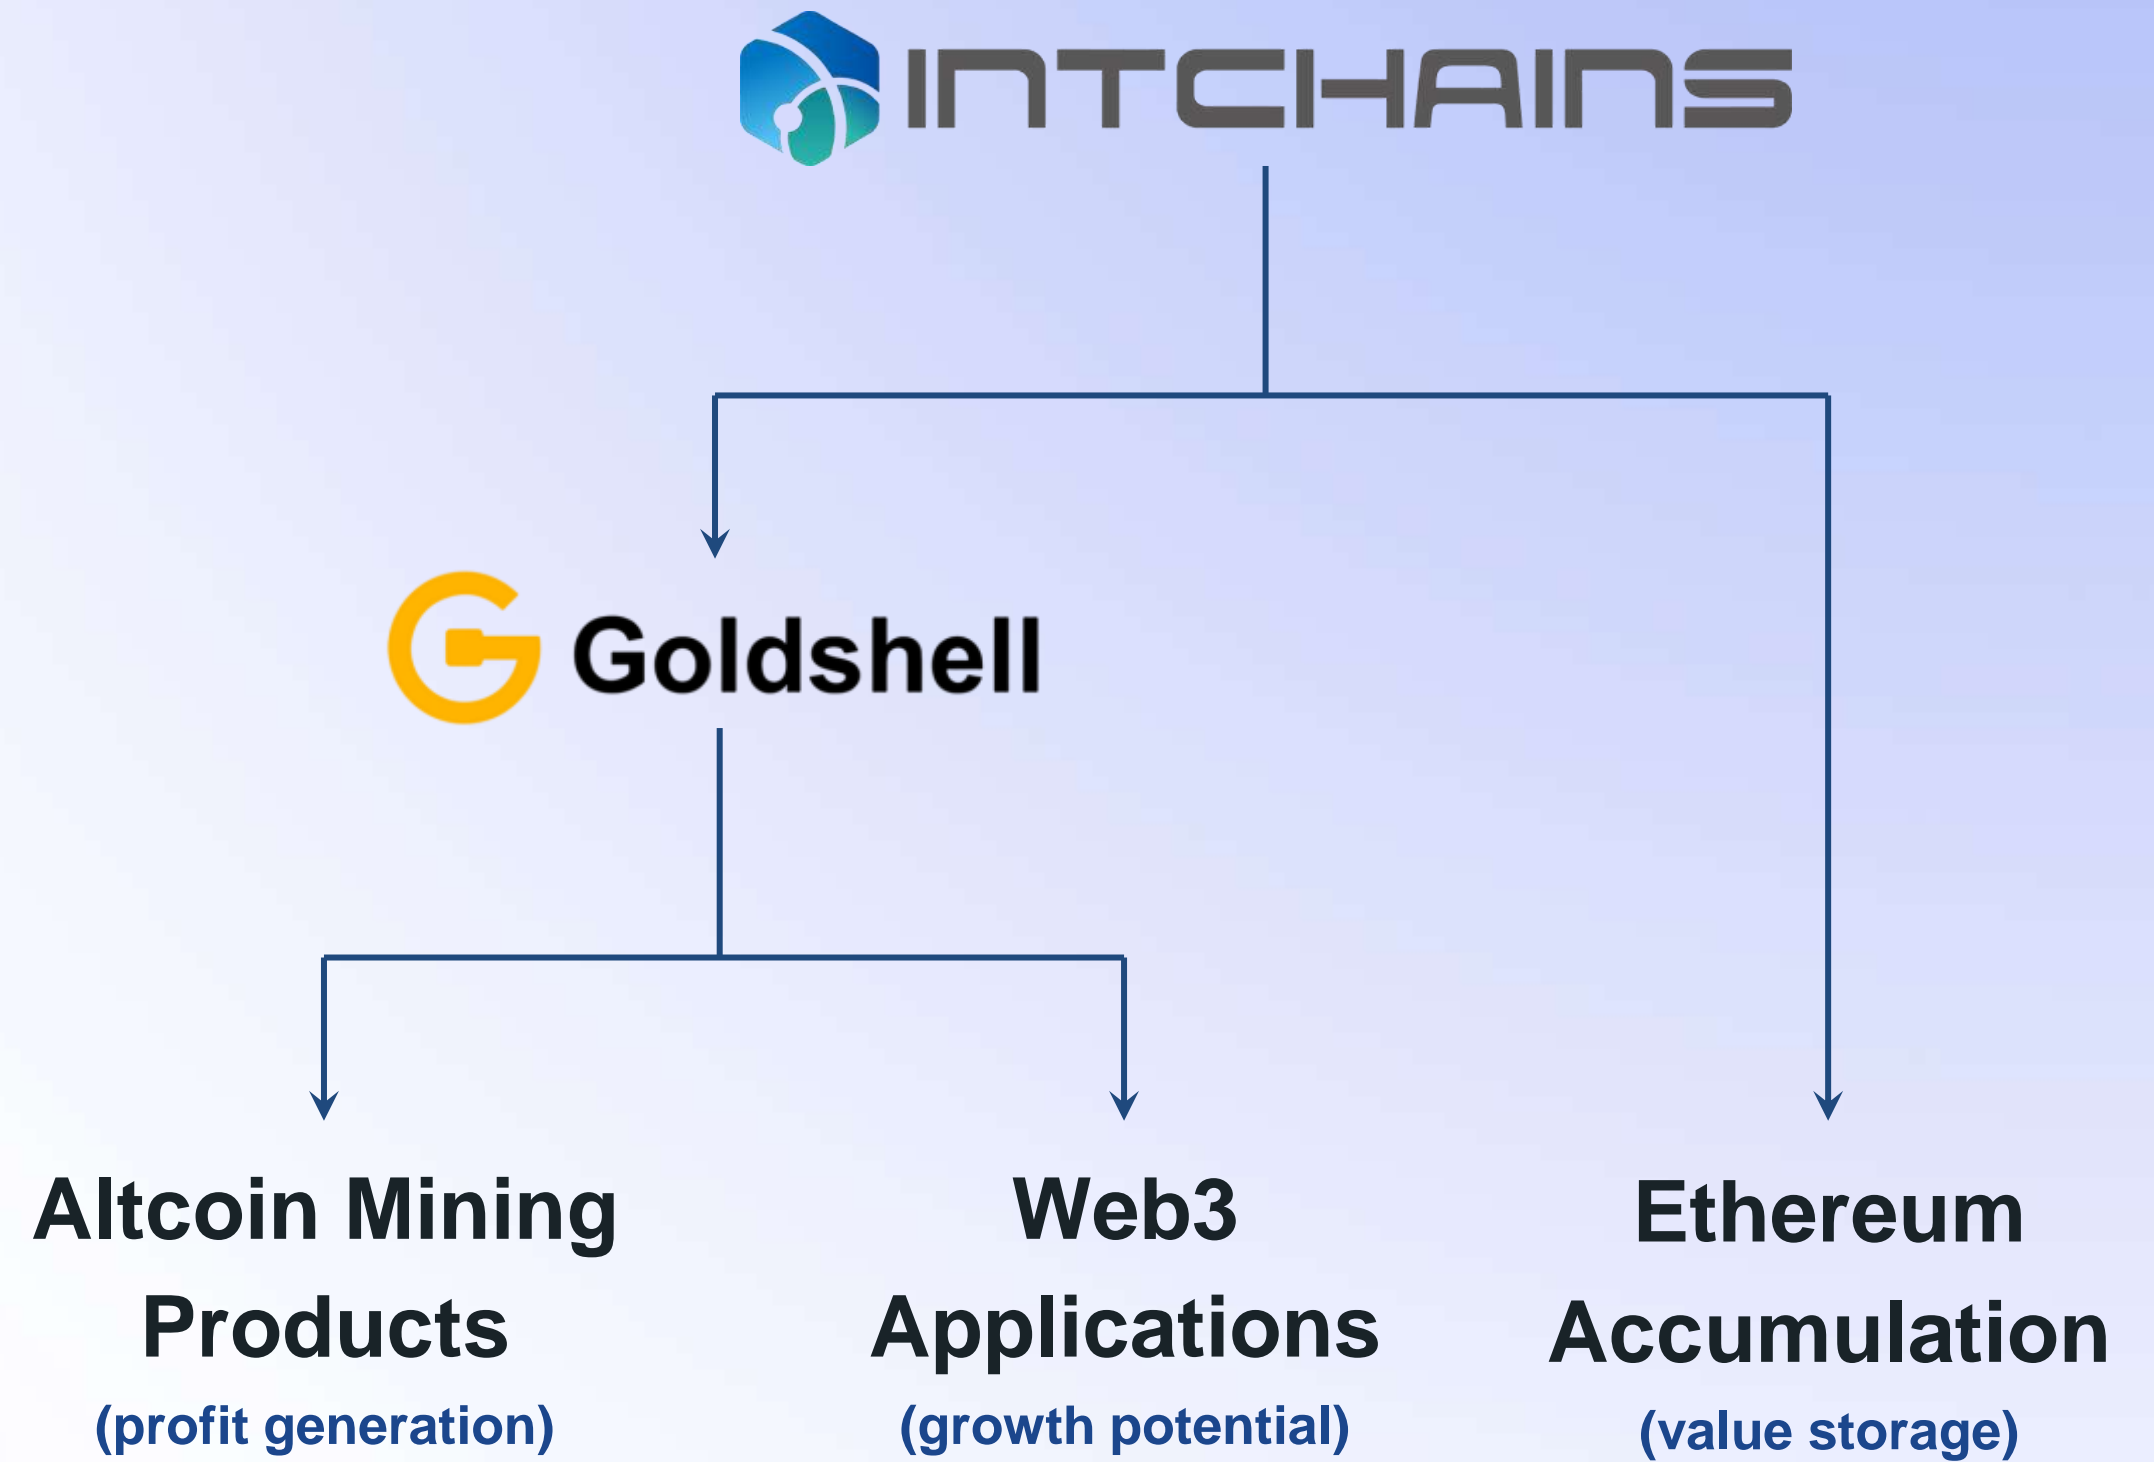 INTCHAINS
Goldshell
Altcoin Mining
Products
(profit generation)
Web3
Applications
(growth potential)
Ethereum
Accumulation
(value storage)